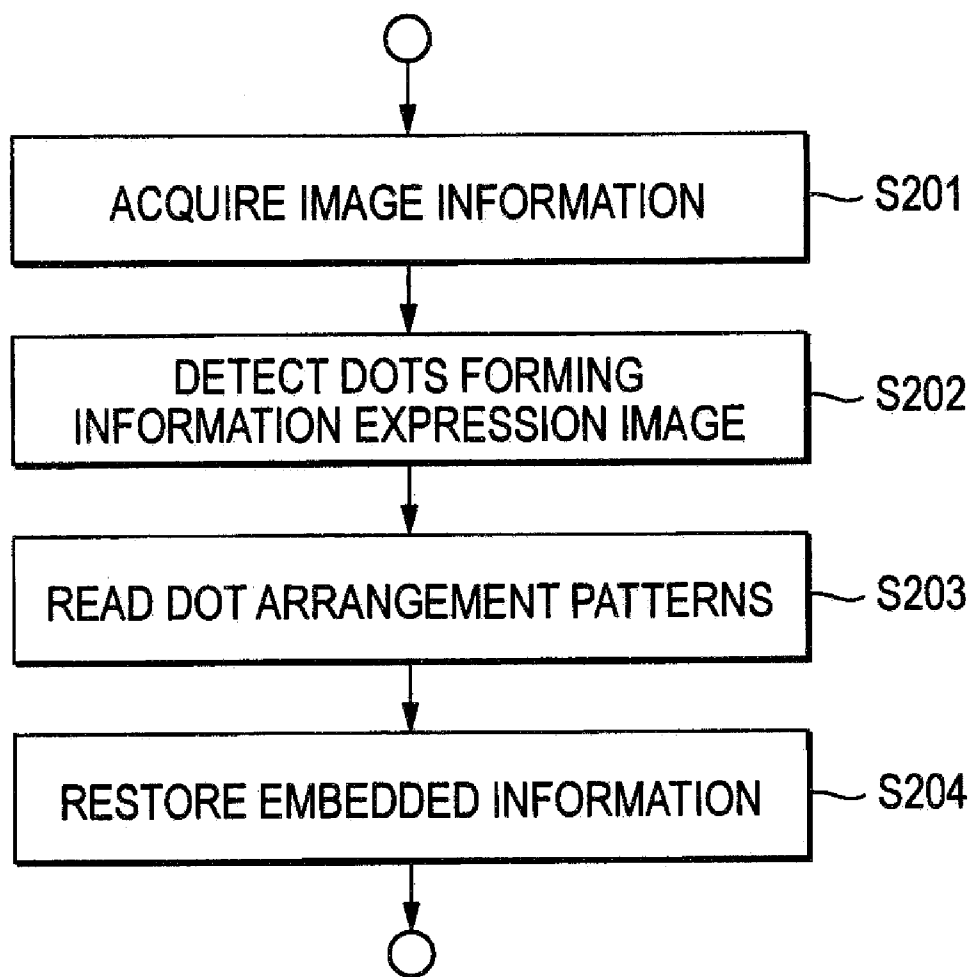 ACQUIRE IMAGE INFORMATION
S201
DETECT DOTS FORMING
INFORMATION EXPRESSION IMAGE
S202
READ DOT ARRANGEMENT PATTERNS
S203
RESTORE EMBEDDED INFORMATION
S204